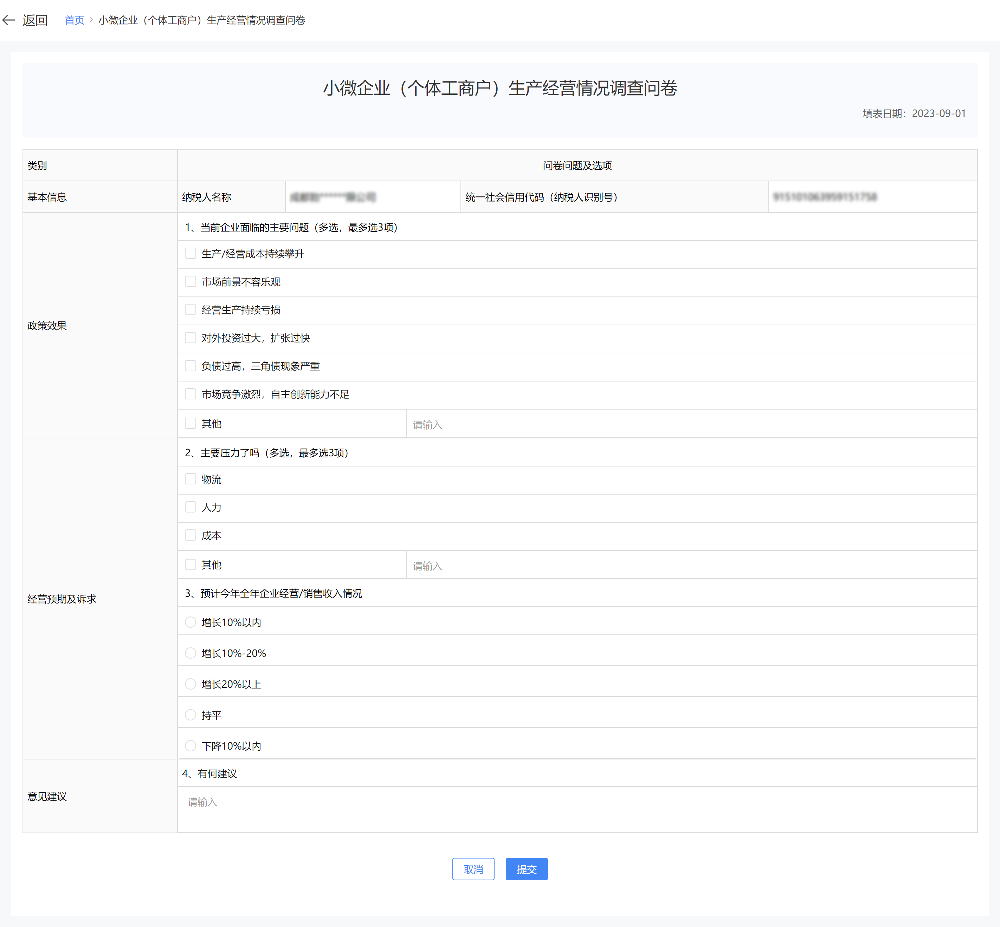 返回 首页 > 小微企业（个体工商户）生产经营情况调查问卷
小微企业（个体工商户）生产经营情况调查问卷
填表日期：2023-09-01
类别 问卷问题及选项
基本信息 纳税人名称 统一社会信用代码（纳税人识别号）
政策效果
1、当前企业面临的主要问题（多选，最多选3项）
生产/经营成本持续攀升
市场前景不容乐观
经营生产持续亏损
对外投资过大，扩张过快
负债过高，三角债现象严重
市场竞争激烈，自主创新能力不足
其他 请输入
经营预期及诉求
2、主要压力了吗（多选，最多选3项）
物流
人力
成本
其他 请输入
3、预计今年全年企业经营/销售收入情况
增长10%以内
增长10%-20%
增长20%以上
持平
下降10%以内
意见建议
4、有何建议
请输入
取消 提交